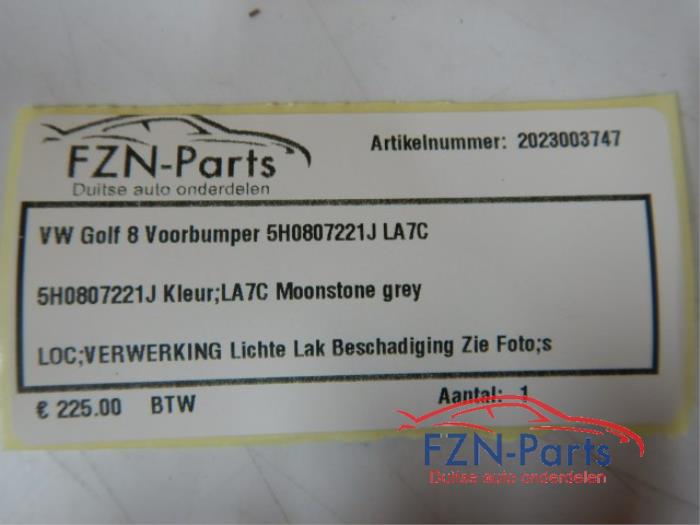 FZN-Parts
Duitse auto onderdelen
Artikelnummer: 2023003747
VW Golf 8 Voorbumper 5H0807221J LA7C
5H0807221J Kleur;LA7C Moonstone grey
LOC;VERWERKING Lichte Lak Beschadiging Zie Foto;s
€ 225.00 BTW
Aantal: 1
FZN-Parts
Duitse auto onderdelen